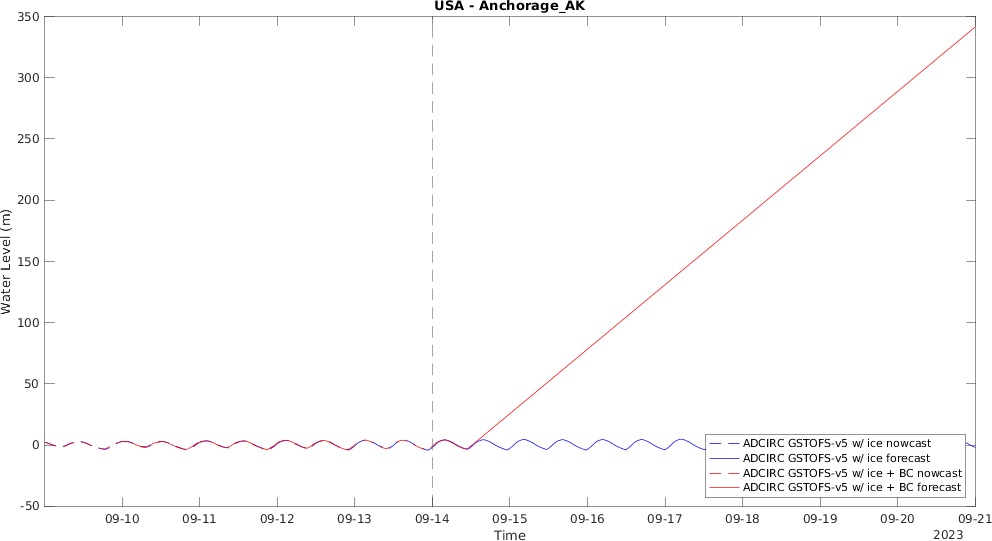 USA - Anchorage_AK
350
300
250
200
150
100
50
0
-50
Water Level (m)
ADCIRC GSTOFS-v5 w/ ice nowcast
ADCIRC GSTOFS-v5 w/ ice forecast
ADCIRC GSTOFS-v5 w/ ice + BC nowcast
ADCIRC GSTOFS-v5 w/ ice + BC forecast
09-10 09-11 09-12 09-13 09-14 09-15 09-16 09-17 09-18 09-19 09-20 09-21
Time 2023